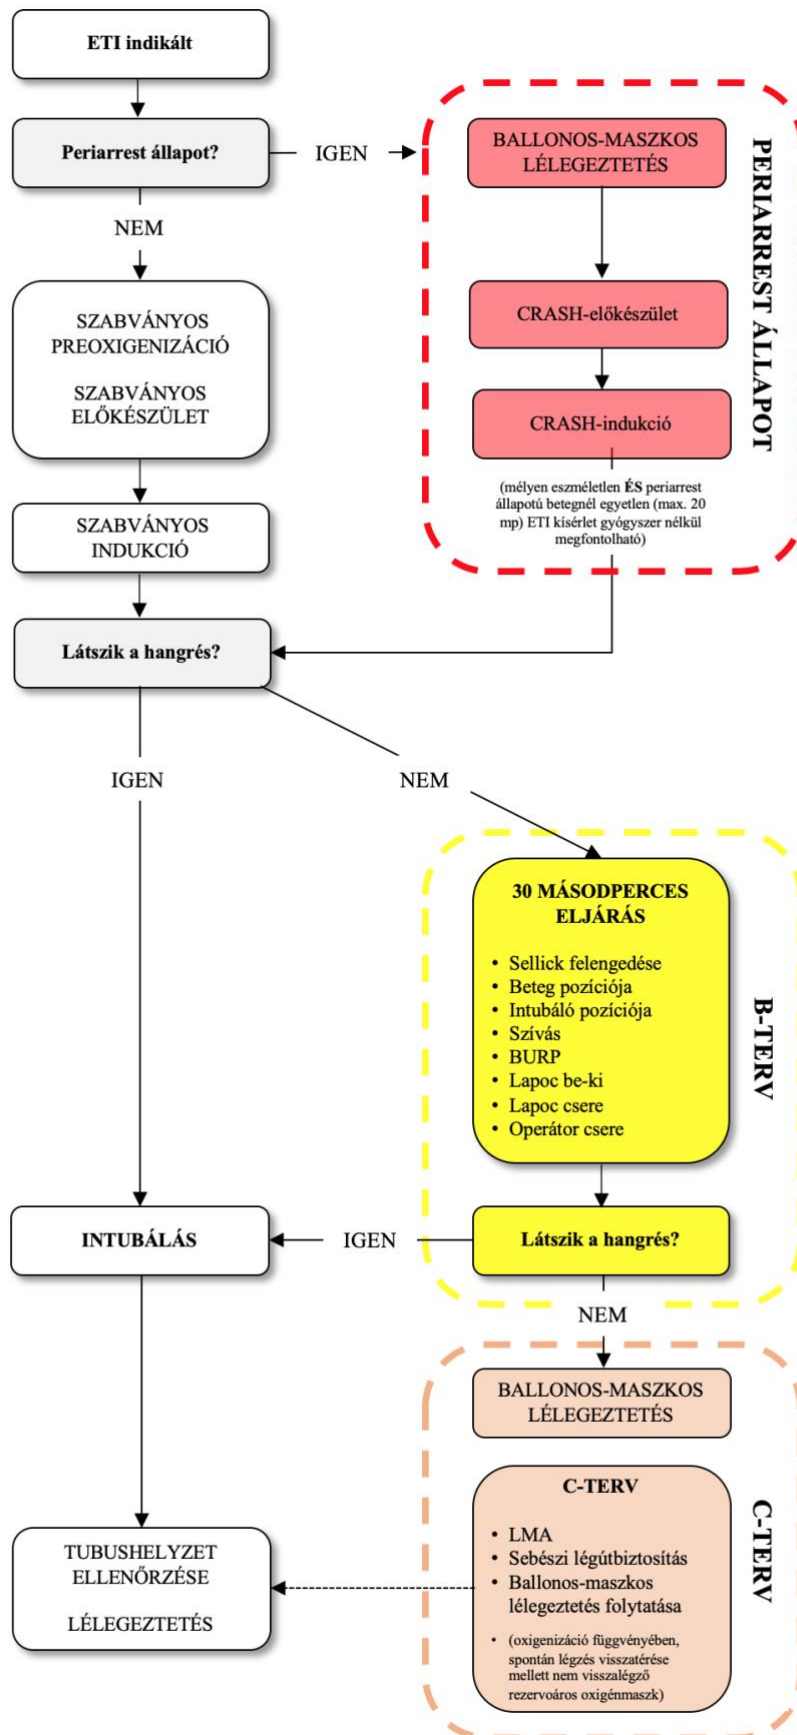 ETI indikált
Periarrest állapot?
IGEN
BALLONOS-MASZKOS
LÉLEGEZTETÉS
PERIARREST ÁLLAPOT
NEM
CRASH-előkészület
SZABVÁNYOS
PREOXIGENIZÁCIÓ
SZABVÁNYOS
ELŐKÉSZÜLET
CRASH-indukció
(mélyen eszméletlen ÉS periarrest
állapotú betegnél egyetlen (max. 20
mp) ETI kísérlet gyógyszer nélkül
megfontolható)
SZABVÁNYOS
INDUKCIÓ
Látszik a hangrés?
IGEN
NEM
30 MÁSODPERCES
ELJÁRÁS
• Sellick felengedése
• Beteg pozíciója
• Intubáló pozíciója
• Szívás
• BURP
• Lapoc be-ki
• Lapoc csere
• Operátor csere
B-TERV
INTUBÁLÁS
IGEN
Látszik a hangrés?
NEM
BALLONOS-MASZKOS
LÉLEGEZTETÉS
C-TERV
• LMA
• Sebészi légútbiztosítás
• Ballonos-maszkos
lélegeztetés folytatása
• (oxigenizáció függvényében,
spontán légzés visszatérése
mellett nem visszalégző
rezervoáros oxigénmaszk)
C-TERV
TUBUSHELYZET
ELLENŐRZÉSE
LÉLEGEZTETÉS